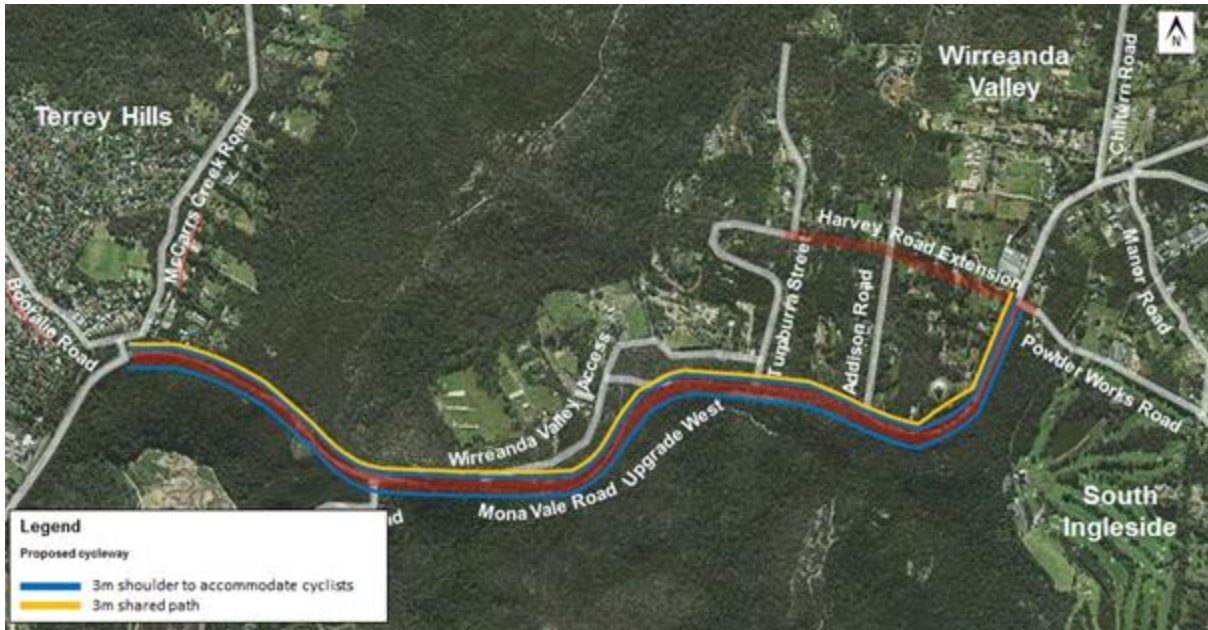 N
Wirreanda
Valley
Terrey Hills
Chiltern Road
McCarrs Creek Road
Harvey Road Extension
Manor Road
Booralie Road
Tumburra Street
Addison Road
Powder Works Road
Wirreanda Valley Access
Mona Vale Road Upgrade West
South
Ingleside
Legend
Proposed cycleway
3m shoulder to accommodate cyclists
3m shared path